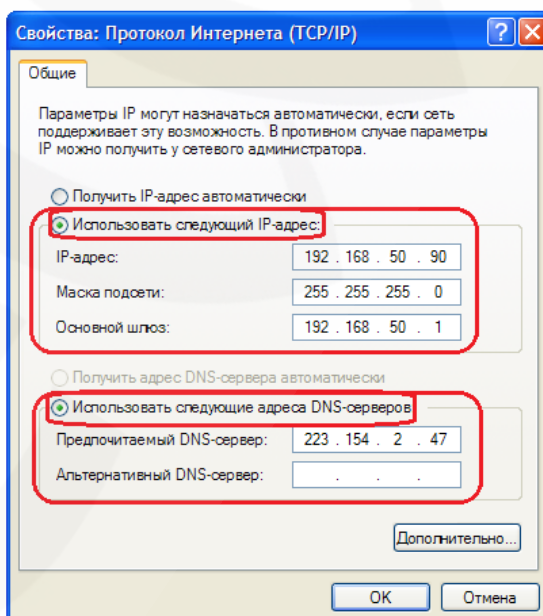 Свойства: Протокол Интернета (TCP/IP)
Общие
Параметры IP могут назначаться автоматически, если сеть
поддерживает эту возможность. В противном случае параметры
IP можно получить у сетевого администратора.
Получить IP-адрес автоматически
Использовать следующий IP-адрес:
IP-адрес: 192 . 168 . 50 . 90
Маска подсети: 255 . 255 . 255 . 0
Основной шлюз: 192 . 168 . 50 . 1
Получить адрес DNS-сервера автоматически
Использовать следующие адреса DNS-серверов
Предпочитаемый DNS-сервер: 223 . 154 . 2 . 47
Альтернативный DNS-сервер: . . .
Дополнительно...
OK Отмена